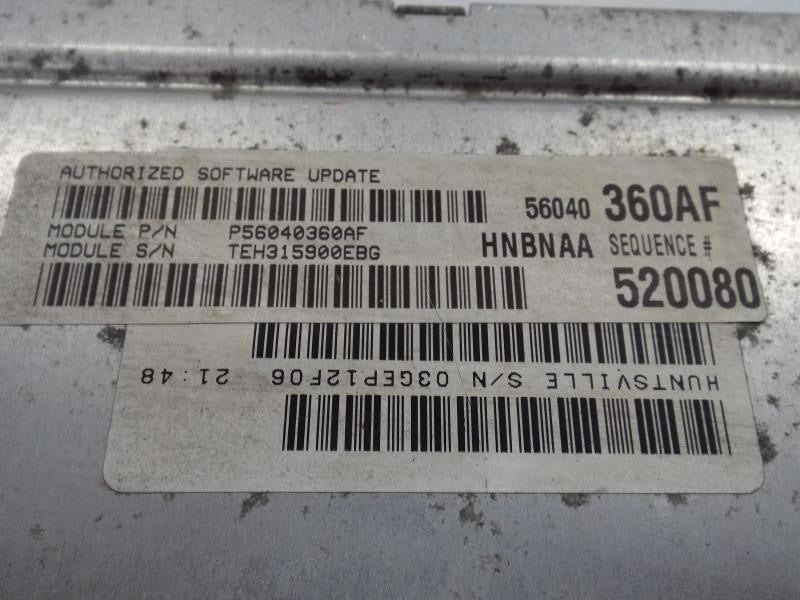 AUTHORIZED SOFTWARE UPDATE
56040 360AF
MODULE P/N P56040360AF
MODULE S/N TEH315900EBG
HNBNAA SEQUENCE #
520080
HUNTSVILLE S/N 03GEP12F06 21:48